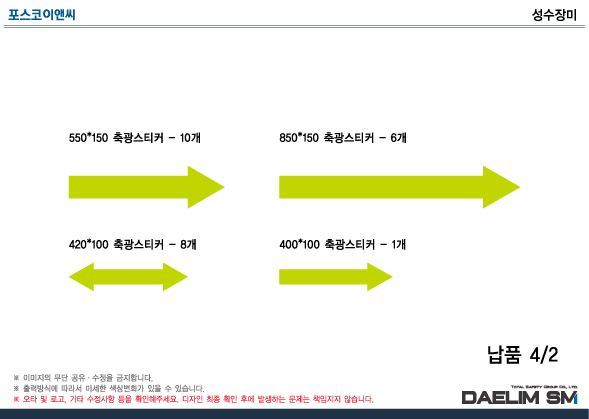 포스코이앤씨
성수장미
550*150 축광스티커 - 10개
850*150 축광스티커 - 6개
420*100 축광스티커 - 8개
400*100 축광스티커 - 1개
납품 4/2
※ 이미지의 무단 공유 · 수정을 금지합니다.
※ 출력방식에 따라서 미세한 색상변화가 있을 수 있습니다.
※ 오타 및 로고, 기타 수정사항 등을 확인해주세요. 디자인 최종 확인 후에 발생하는 문제는 책임지지 않습니다.
TOTAL SAFETY GROUP CO., LTD.
DAELIM SM